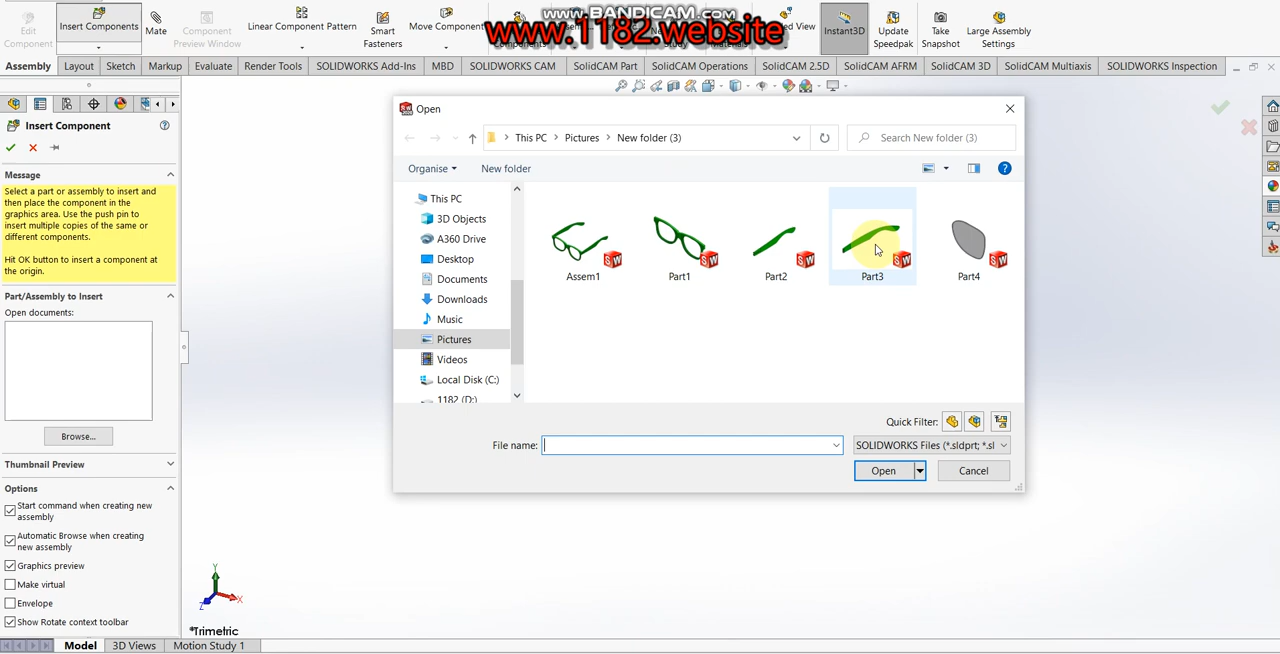 www.BANDICAM.com
www.1182.website
Edit Component
Insert Components
Mate
Component Preview Window
Linear Component Pattern
Smart Fasteners
Move Component
Components
Update Speedpak
Instant3D
Take Snapshot
Large Assembly Settings
Assembly
Layout
Sketch
Markup
Evaluate
Render Tools
SOLIDWORKS Add-Ins
MBD
SOLIDWORKS CAM
SolidCAM Part
SolidCAM Operations
SolidCAM 2.5D
SolidCAM AFRM
SolidCAM 3D
SolidCAM Multiaxis
SOLIDWORKS Inspection
Insert Component
Message
Select a part or assembly to insert and
then place the component in the
graphics area. Use the push pin to
insert multiple copies of the same or
different components.
Hit OK button to insert a component at
the origin.
Part/Assembly to Insert
Open documents:
Browse...
Thumbnail Preview
Options
Start command when creating new
assembly
Automatic Browse when creating
new assembly
Graphics preview
Make virtual
Envelope
Show Rotate context toolbar
Open
This PC
Pictures
New folder (3)
Search New folder (3)
Organise
New folder
This PC
3D Objects
A360 Drive
Desktop
Documents
Downloads
Music
Pictures
Videos
Local Disk (C:)
1182 (D:)
SW
Assem1
SW
Part1
SW
Part2
SW
Part3
SW
Part4
Quick Filter:
File name:
SOLIDWORKS Files (*.sldprt; *.sl
Open
Cancel
Y
X
Z
*Trimetric
Model
3D Views
Motion Study 1